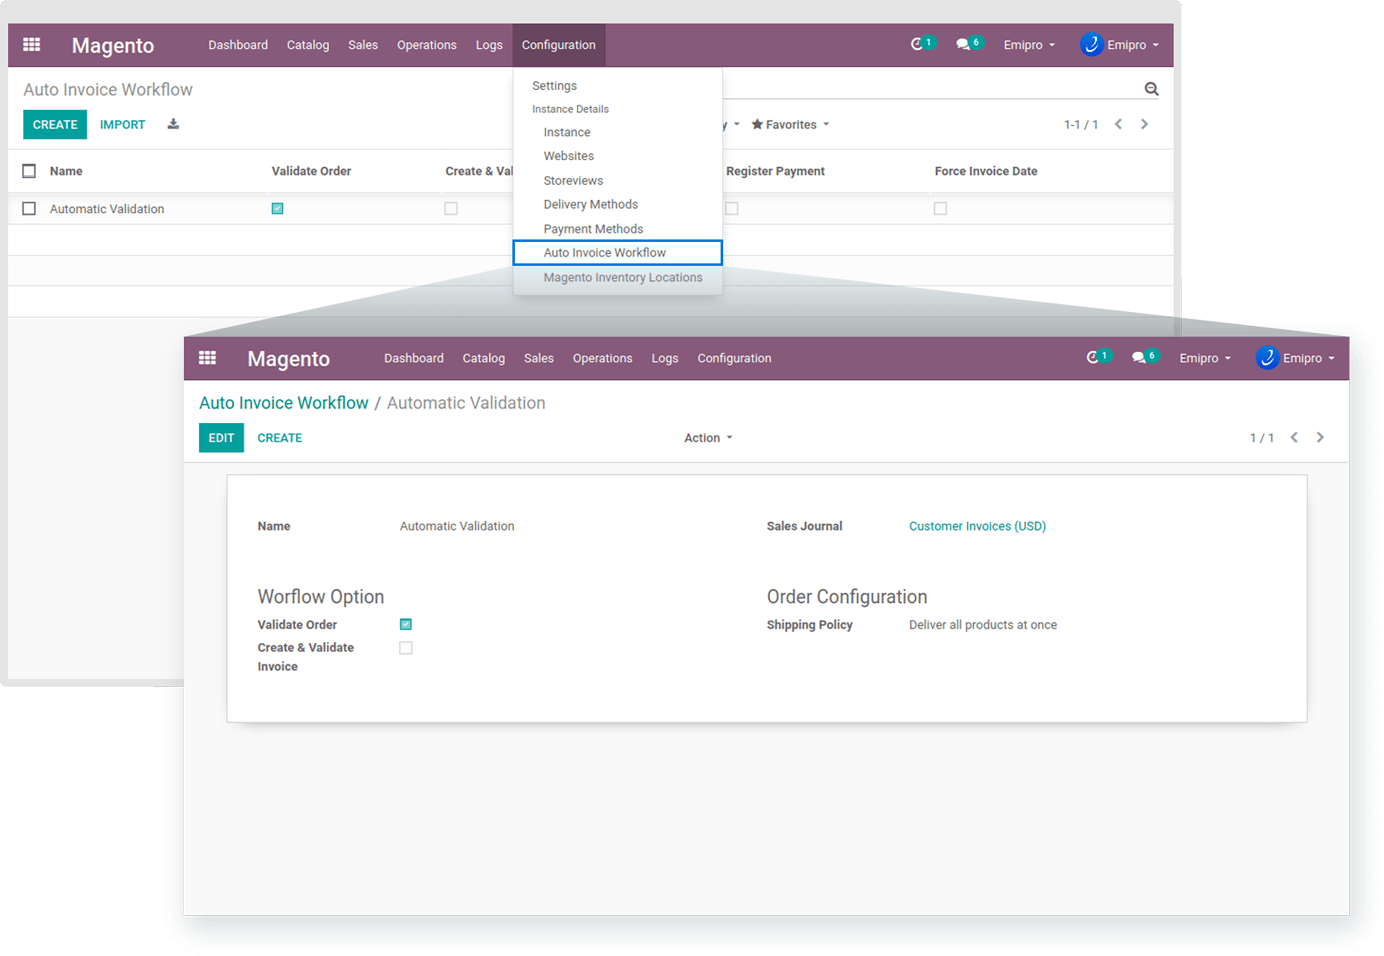 Magento Dashboard Catalog Sales Operations Logs Configuration 1 6 Emipro Emipro
Auto Invoice Workflow
Settings
CREATE IMPORT
Instance Details
y Favorites 1-1 / 1
Instance
Websites
Name Validate Order Create & Val Register Payment Force Invoice Date
Storeviews
Delivery Methods
Automatic Validation
Payment Methods
Auto Invoice Workflow
Magento Inventory Locations
Magento Dashboard Catalog Sales Operations Logs Configuration 1 6 Emipro Emipro
Auto Invoice Workflow / Automatic Validation
EDIT CREATE Action 1 / 1
Name Automatic Validation Sales Journal Customer Invoices (USD)
Worflow Option Order Configuration
Validate Order Shipping Policy Deliver all products at once
Create & Validate
Invoice